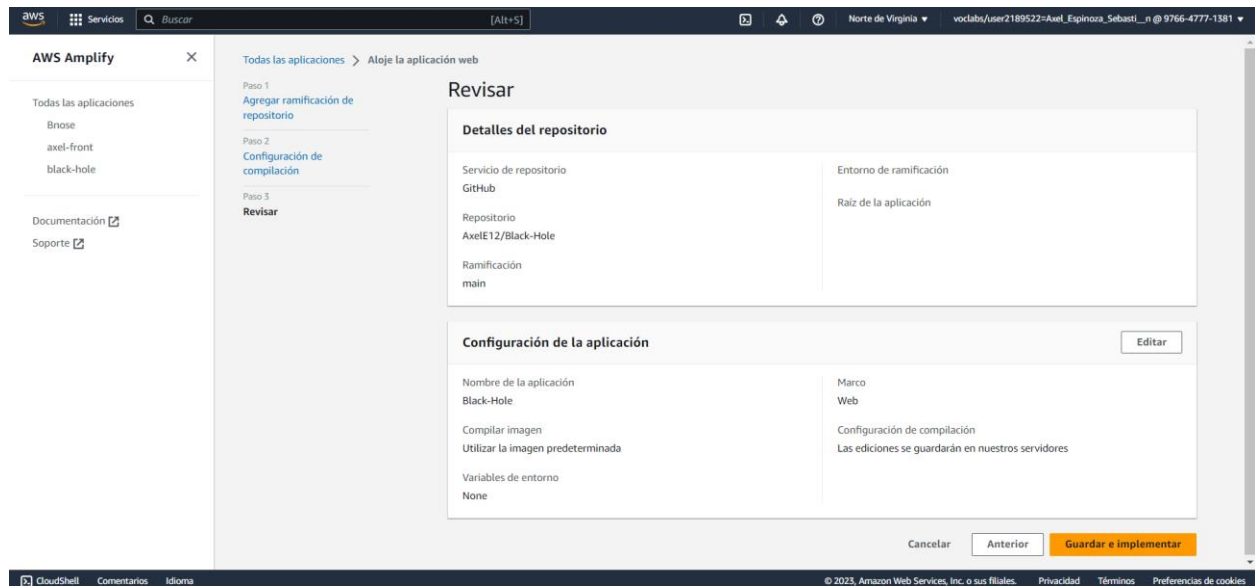 aws
Servicios
Buscar
[Alt+S]
Norte de Virginia
voclabs/user2189522=Axel_Espinoza_Sebasti__n @ 9766-4777-1381
AWS Amplify
Todas las aplicaciones
Bnose
axel-front
black-hole
Documentación
Soporte
Todas las aplicaciones > Aloje la aplicación web
Paso 1
Agregar ramificación de
repositorio
Paso 2
Configuración de
compilación
Paso 3
Revisar
Revisar
Detalles del repositorio
Servicio de repositorio
GitHub
Repositorio
AxelE12/Black-Hole
Ramificación
main
Entorno de ramificación
Raíz de la aplicación
Configuración de la aplicación
Editar
Nombre de la aplicación
Black-Hole
Compilar imagen
Utilizar la imagen predeterminada
Variables de entorno
None
Marco
Web
Configuración de compilación
Las ediciones se guardarán en nuestros servidores
Cancelar
Anterior
Guardar e implementar
CloudShell
Comentarios
Idioma
© 2023, Amazon Web Services, Inc. o sus filiales.
Privacidad
Términos
Preferencias de cookies